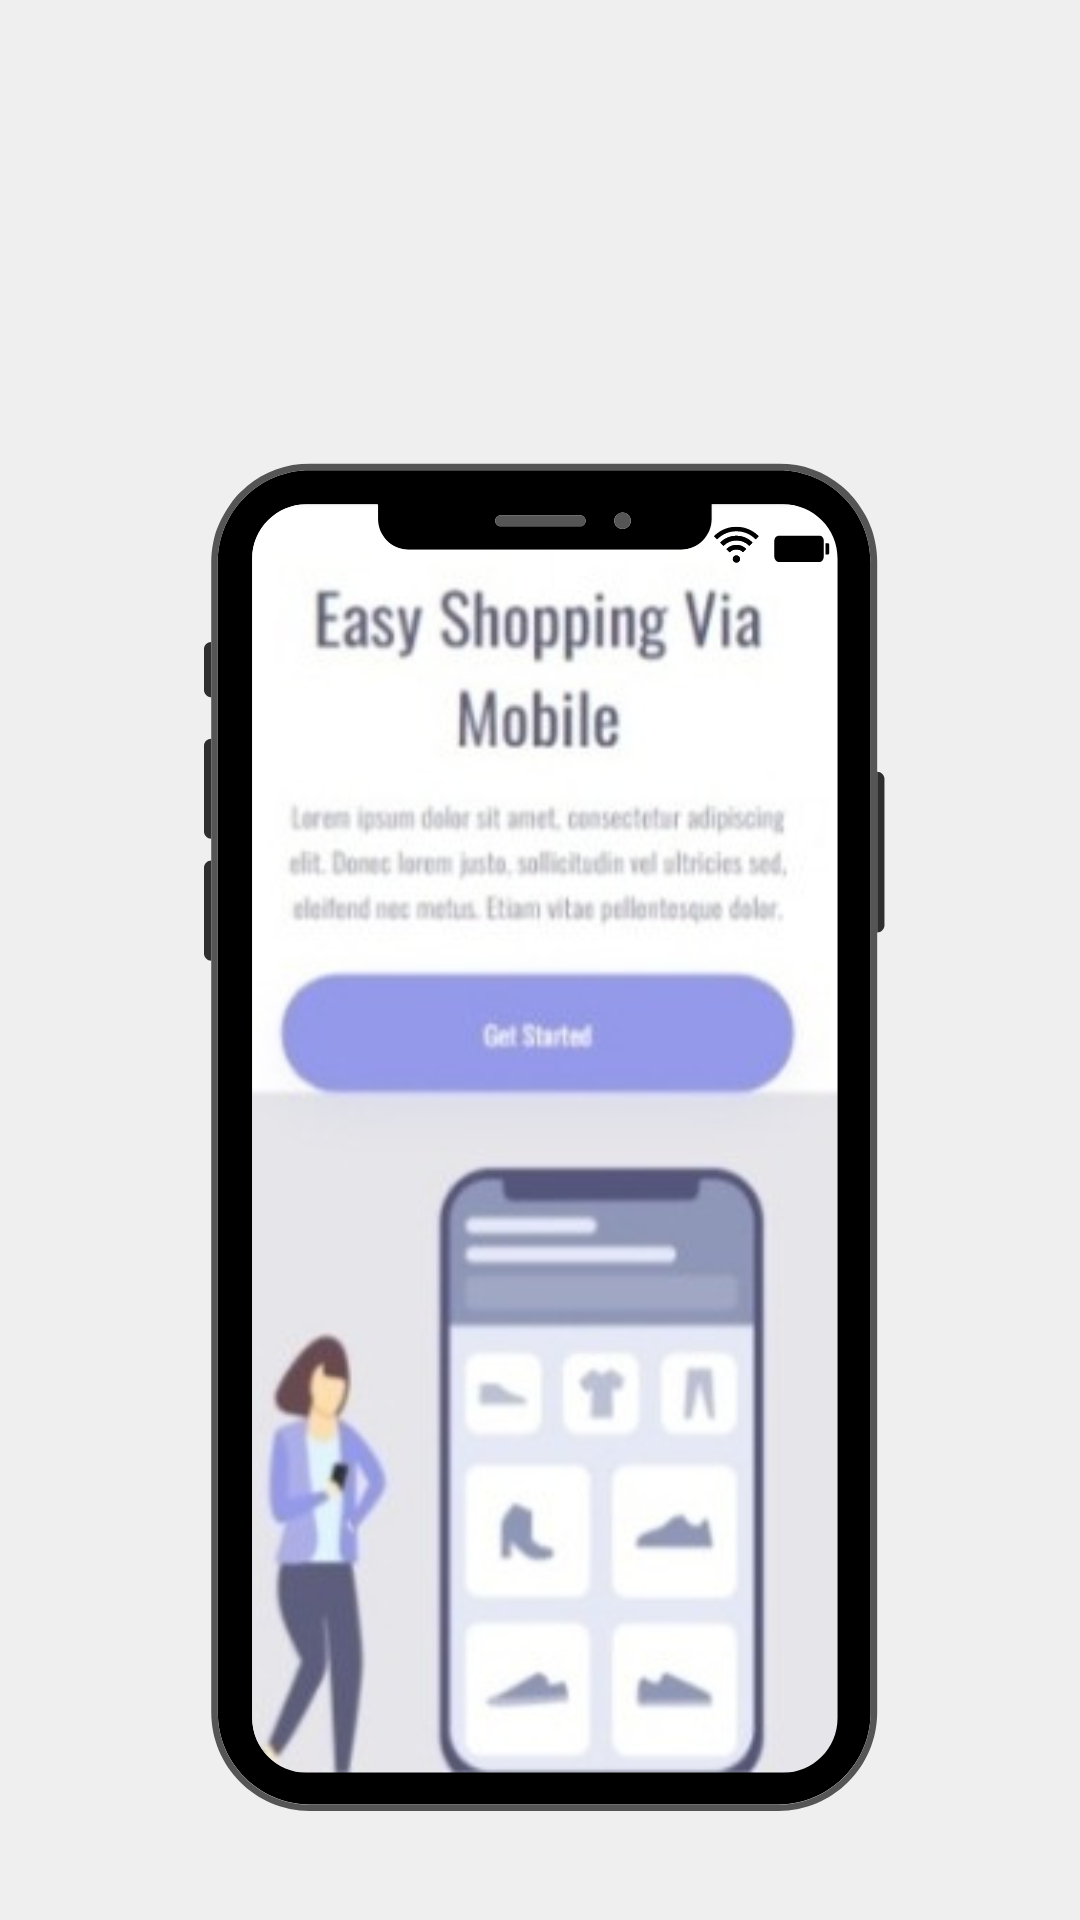 Easy Shopping Via
Mobile
Lorem ipsum dolor sit amet, consectetur adipiscing
elit. Donec lorem justo, sollicitudin vel ultricies sed,
eleifend nec metus. Etiam vitae pellentesque dolor.
Get Started